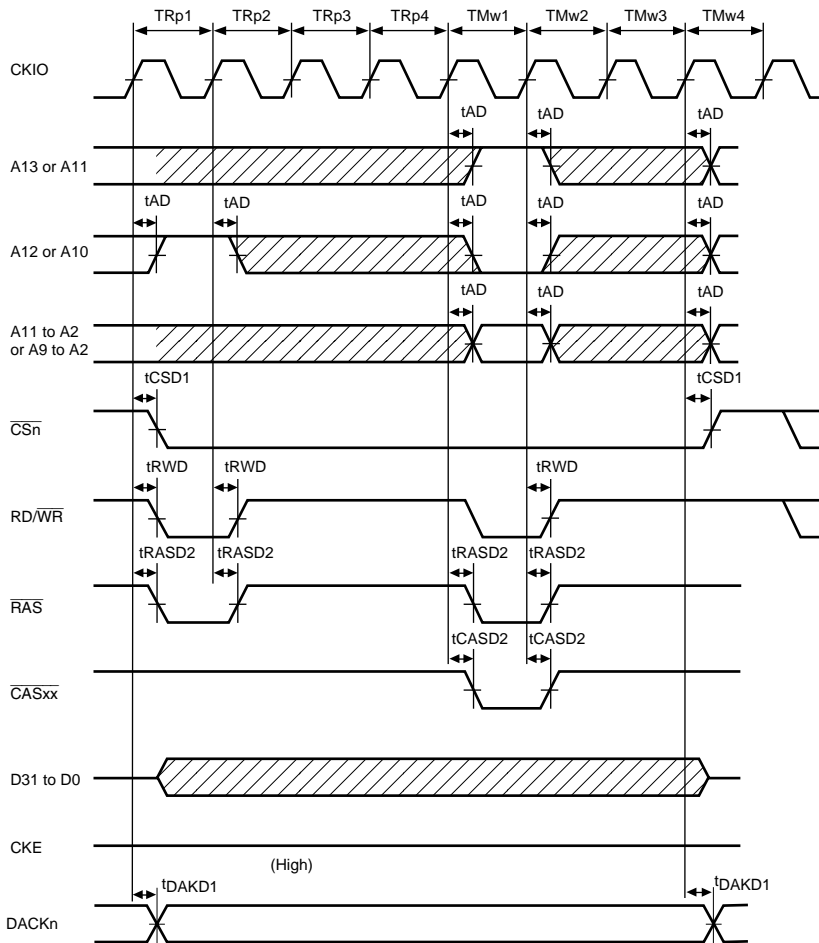 TRp1 TRp2 TRp3 TRp4 TMw1 TMw2 TMw3 TMw4
CKIO
tAD tAD tAD
A13 or A11
tAD tAD tAD tAD tAD
A12 or A10
tAD tAD tAD
A11 to A2
or A9 to A2
tCSD1 tCSD1
CSn
tRWD tRWD tRWD
RD/WR
tRASD2 tRASD2 tRASD2 tRASD2
RAS
tCASD2 tCASD2
CASxx
D31 to D0
CKE
(High)
tDAKD1 tDAKD1
DACKn